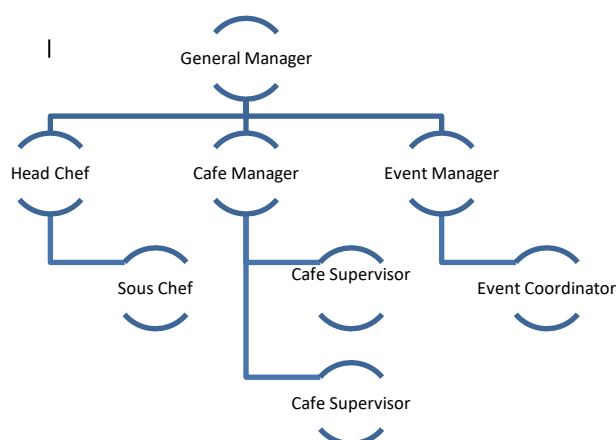 General Manager
Head Chef
Cafe Manager
Event Manager
Sous Chef
Cafe Supervisor
Event Coordinator
Cafe Supervisor